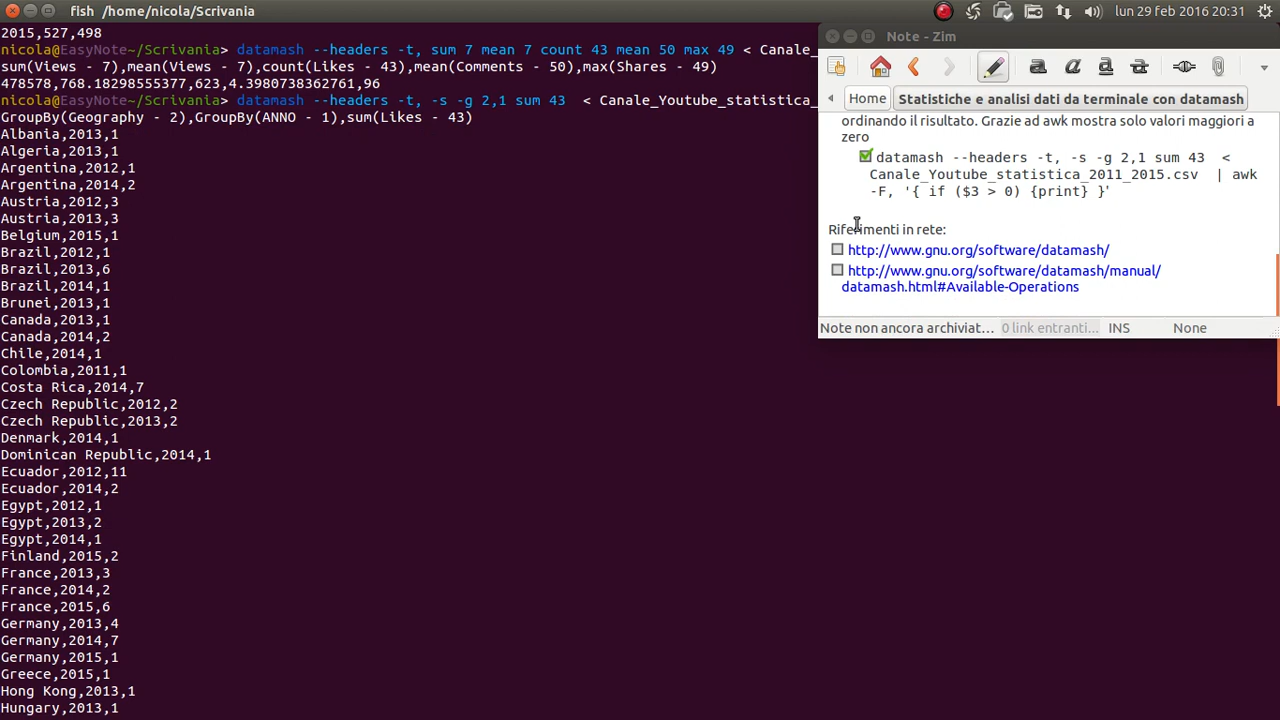 fish /home/nicola/Scrivania
lun 29 feb 2016 20:31
2015,527,498
nicola@EasyNote~/Scrivania> datamash --headers -t, sum 7 mean 7 count 43 mean 50 max 49 < Canale_
sum(Views - 7),mean(Views - 7),count(Likes - 43),mean(Comments - 50),max(Shares - 49)
478578,768.18298555377,623,4.3980738362761,96
nicola@EasyNote~/Scrivania> datamash --headers -t, -s -g 2,1 sum 43  < Canale_Youtube_statistica_
GroupBy(Geography - 2),GroupBy(ANNO - 1),sum(Likes - 43)
Albania,2013,1
Algeria,2013,1
Argentina,2012,1
Argentina,2014,2
Austria,2012,3
Austria,2013,3
Belgium,2015,1
Brazil,2012,1
Brazil,2013,6
Brazil,2014,1
Brunei,2013,1
Canada,2013,1
Canada,2014,2
Chile,2014,1
Colombia,2011,1
Costa Rica,2014,7
Czech Republic,2012,2
Czech Republic,2013,2
Denmark,2014,1
Dominican Republic,2014,1
Ecuador,2012,11
Ecuador,2014,2
Egypt,2012,1
Egypt,2013,2
Egypt,2014,1
Finland,2015,2
France,2013,3
France,2014,2
France,2015,6
Germany,2013,4
Germany,2014,7
Germany,2015,1
Greece,2015,1
Hong Kong,2013,1
Hungary,2013,1
Note - Zim
Home
Statistiche e analisi dati da terminale con datamash
ordinando il risultato. Grazie ad awk mostra solo valori maggiori a
zero
datamash --headers -t, -s -g 2,1 sum 43  <
Canale_Youtube_statistica_2011_2015.csv  | awk
-F, '{ if ($3 > 0) {print} }'
Riferimenti in rete:
http://www.gnu.org/software/datamash/
http://www.gnu.org/software/datamash/manual/
datamash.html#Available-Operations
Note non ancora archiviat...
0 link entranti...
INS
None